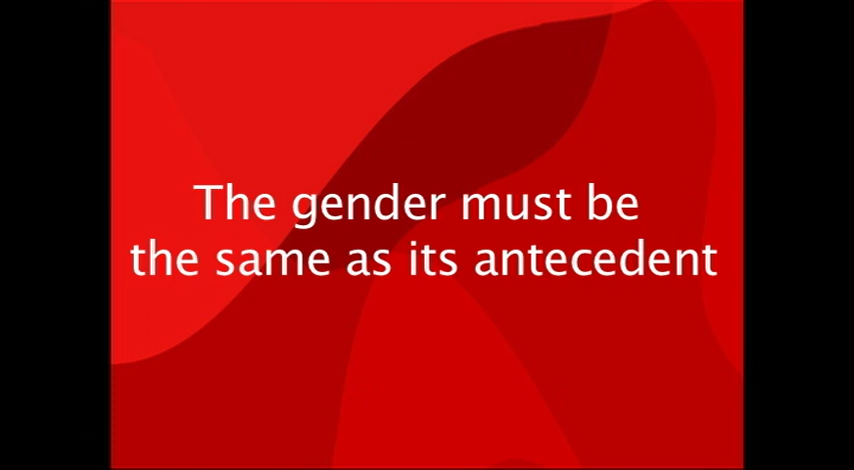 The gender must be
the same as its antecedent